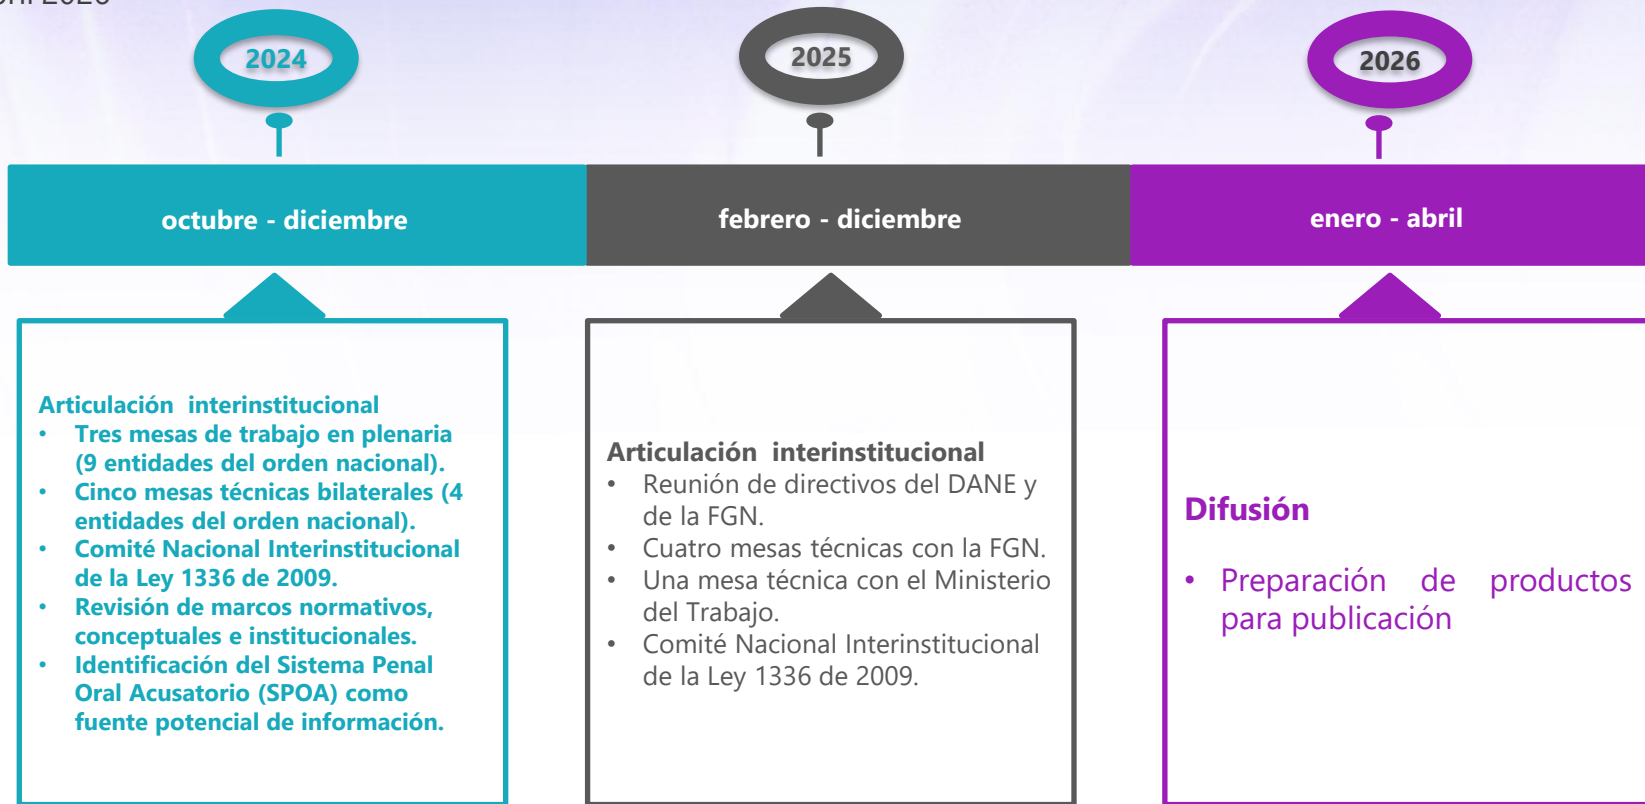 2026
2024
2025
2026
octubre - diciembre
febrero - diciembre
enero - abril
Articulación interinstitucional
• Tres mesas de trabajo en plenaria
(9 entidades del orden nacional).
• Cinco mesas técnicas bilaterales (4
entidades del orden nacional).
• Comité Nacional Interinstitucional
de la Ley 1336 de 2009.
• Revisión de marcos normativos,
conceptuales e institucionales.
• Identificación del Sistema Penal
Oral Acusatorio (SPOA) como
fuente potencial de información.
Articulación interinstitucional
• Reunión de directivos del DANE y
de la FGN.
• Cuatro mesas técnicas con la FGN.
• Una mesa técnica con el Ministerio
del Trabajo.
• Comité Nacional Interinstitucional
de la Ley 1336 de 2009.
Difusión
• Preparación de productos
para publicación